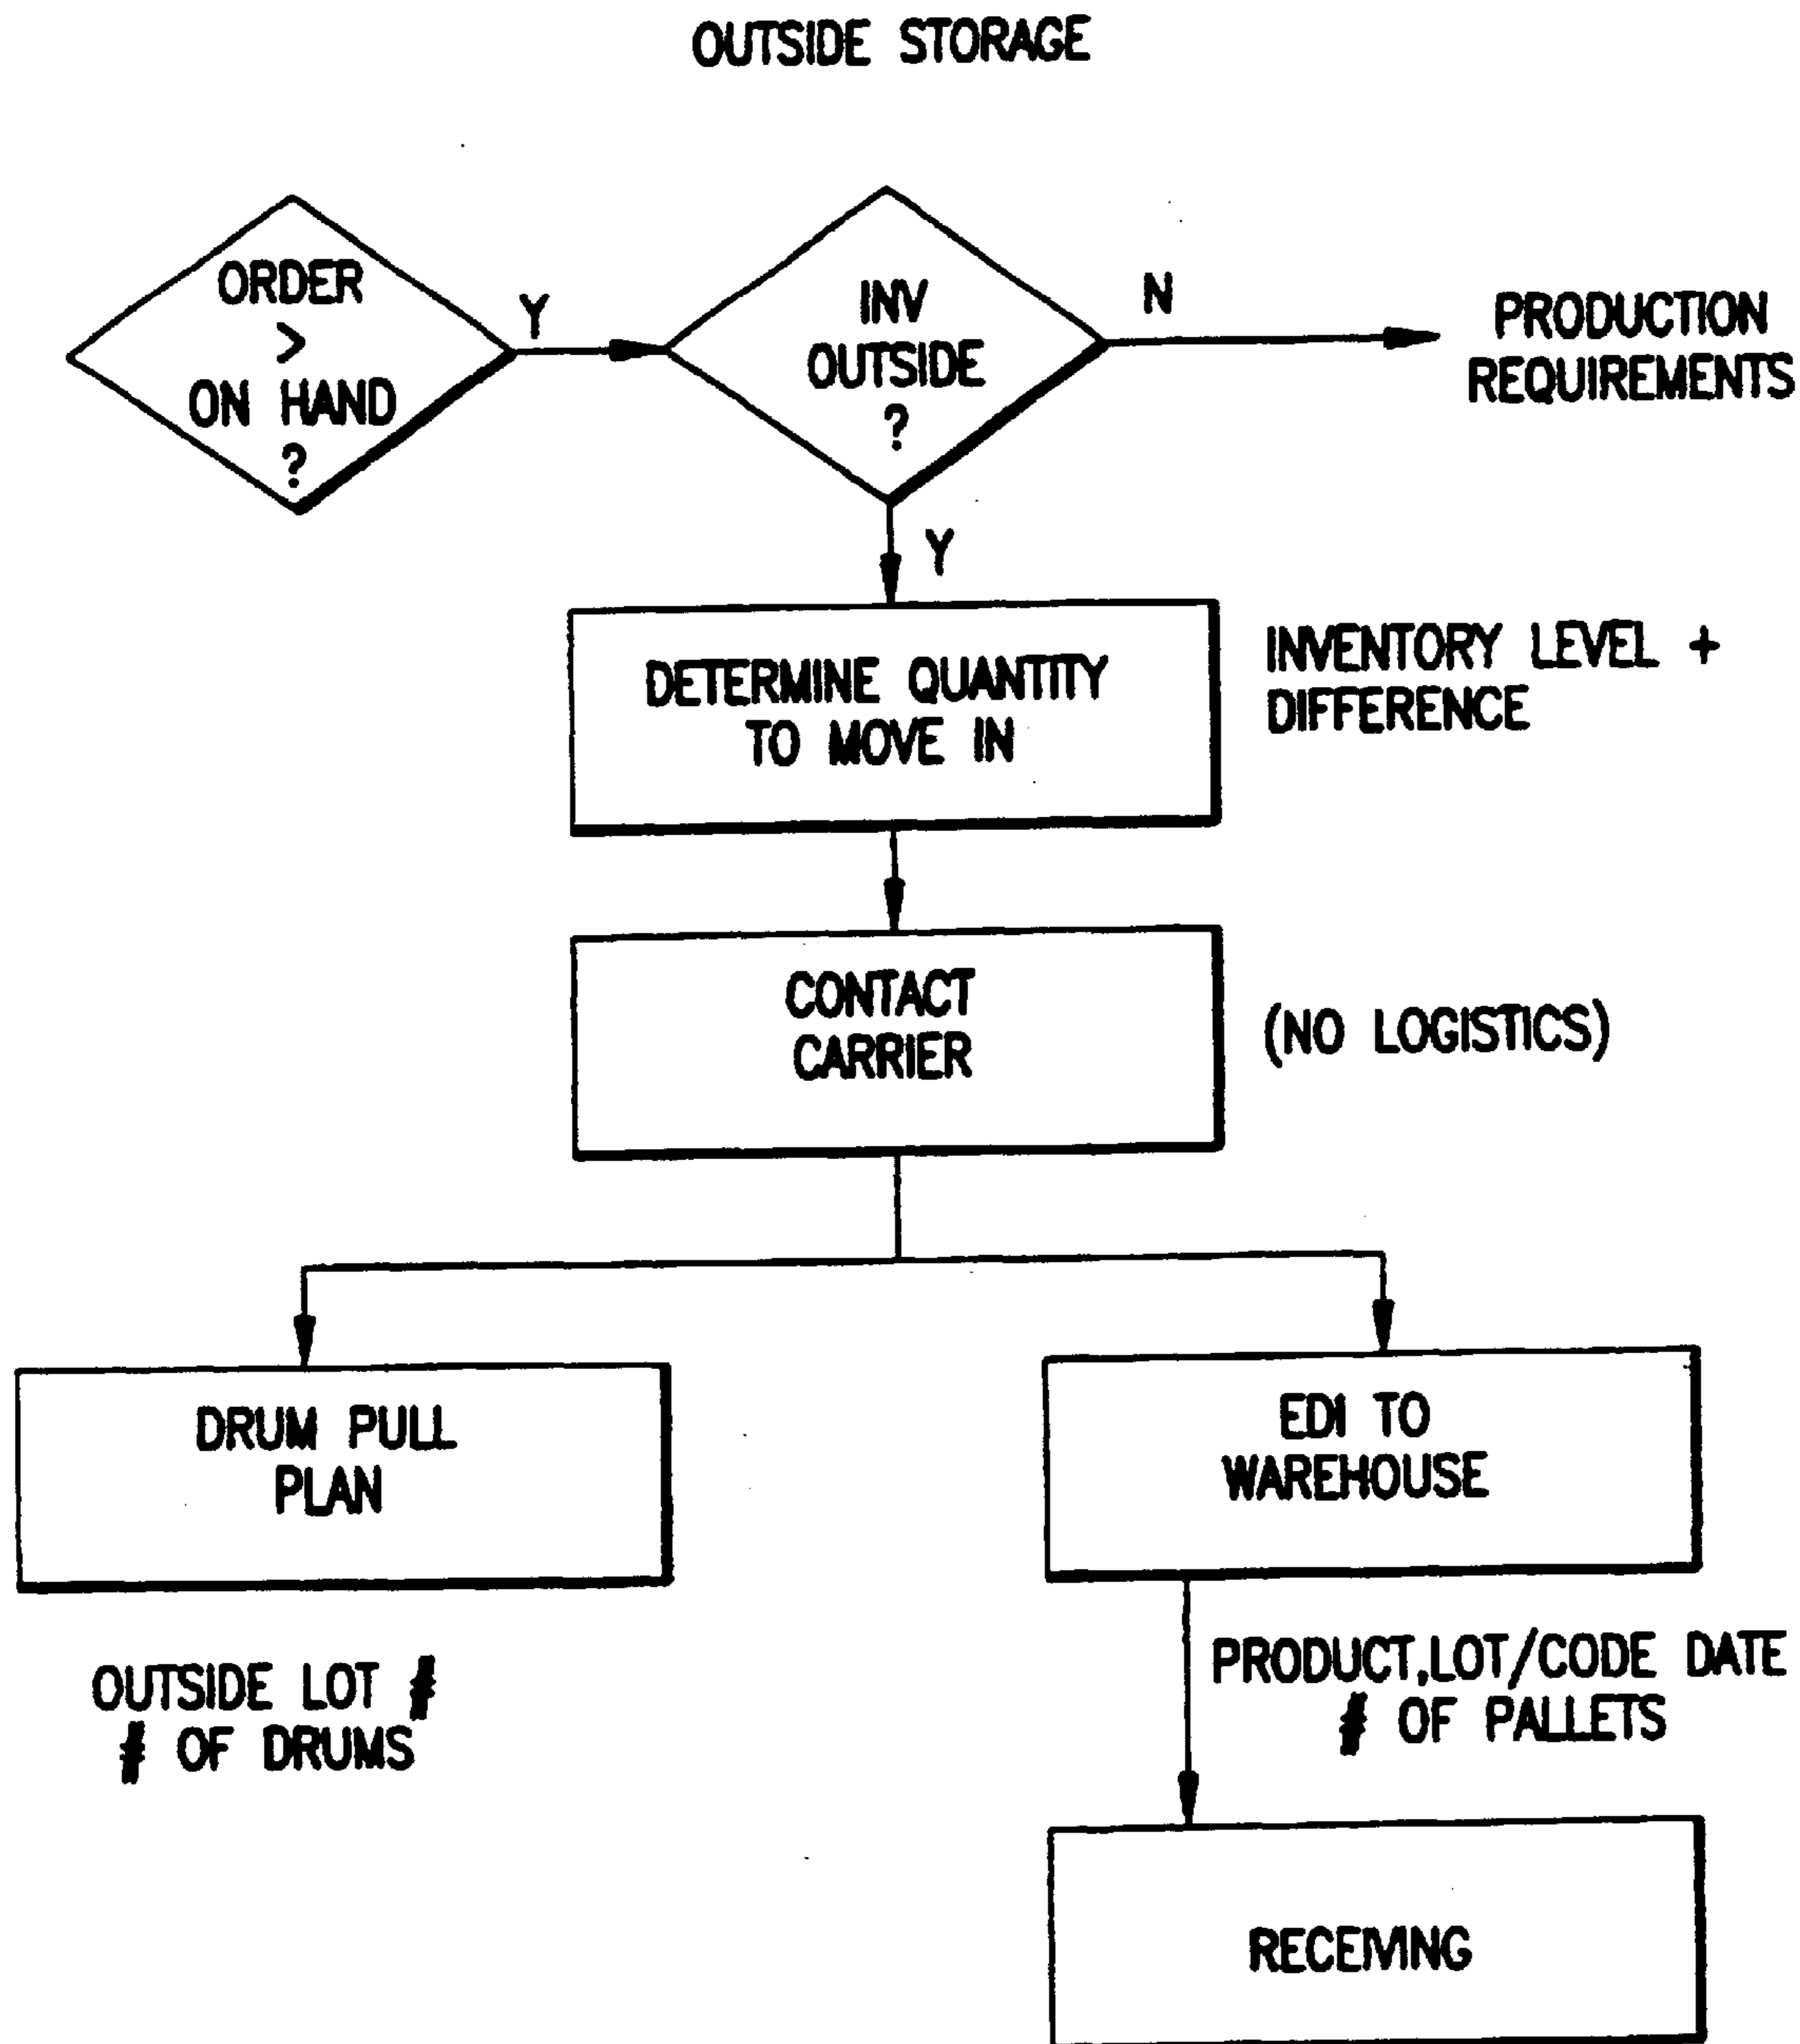 OUTSIDE STORAGE
ORDER
>
ON HAND
?
Y
INV
OUTSIDE
?
N
PRODUCTION
REQUIREMENTS
Y
DETERMINE QUANTITY
TO MOVE IN
INVENTORY LEVEL +
DIFFERENCE
CONTACT
CARRIER
(NO LOGISTICS)
DRUM PULL
PLAN
EDI TO
WAREHOUSE
OUTSIDE LOT #
# OF DRUMS
PRODUCT,LOT/CODE DATE
# OF PALLETS
RECEIVING